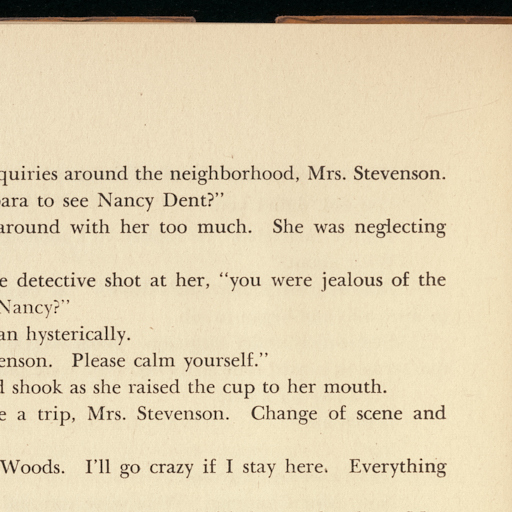 quiries around the neighborhood, Mrs. Stevenson.
ara to see Nancy Dent?”
around with her too much. She was neglecting
e detective shot at her, “you were jealous of the
Nancy?”
an hysterically.
enson. Please calm yourself.”
shook as she raised the cup to her mouth.
e a trip, Mrs. Stevenson. Change of scene and
Woods. I’ll go crazy if I stay here. Everything